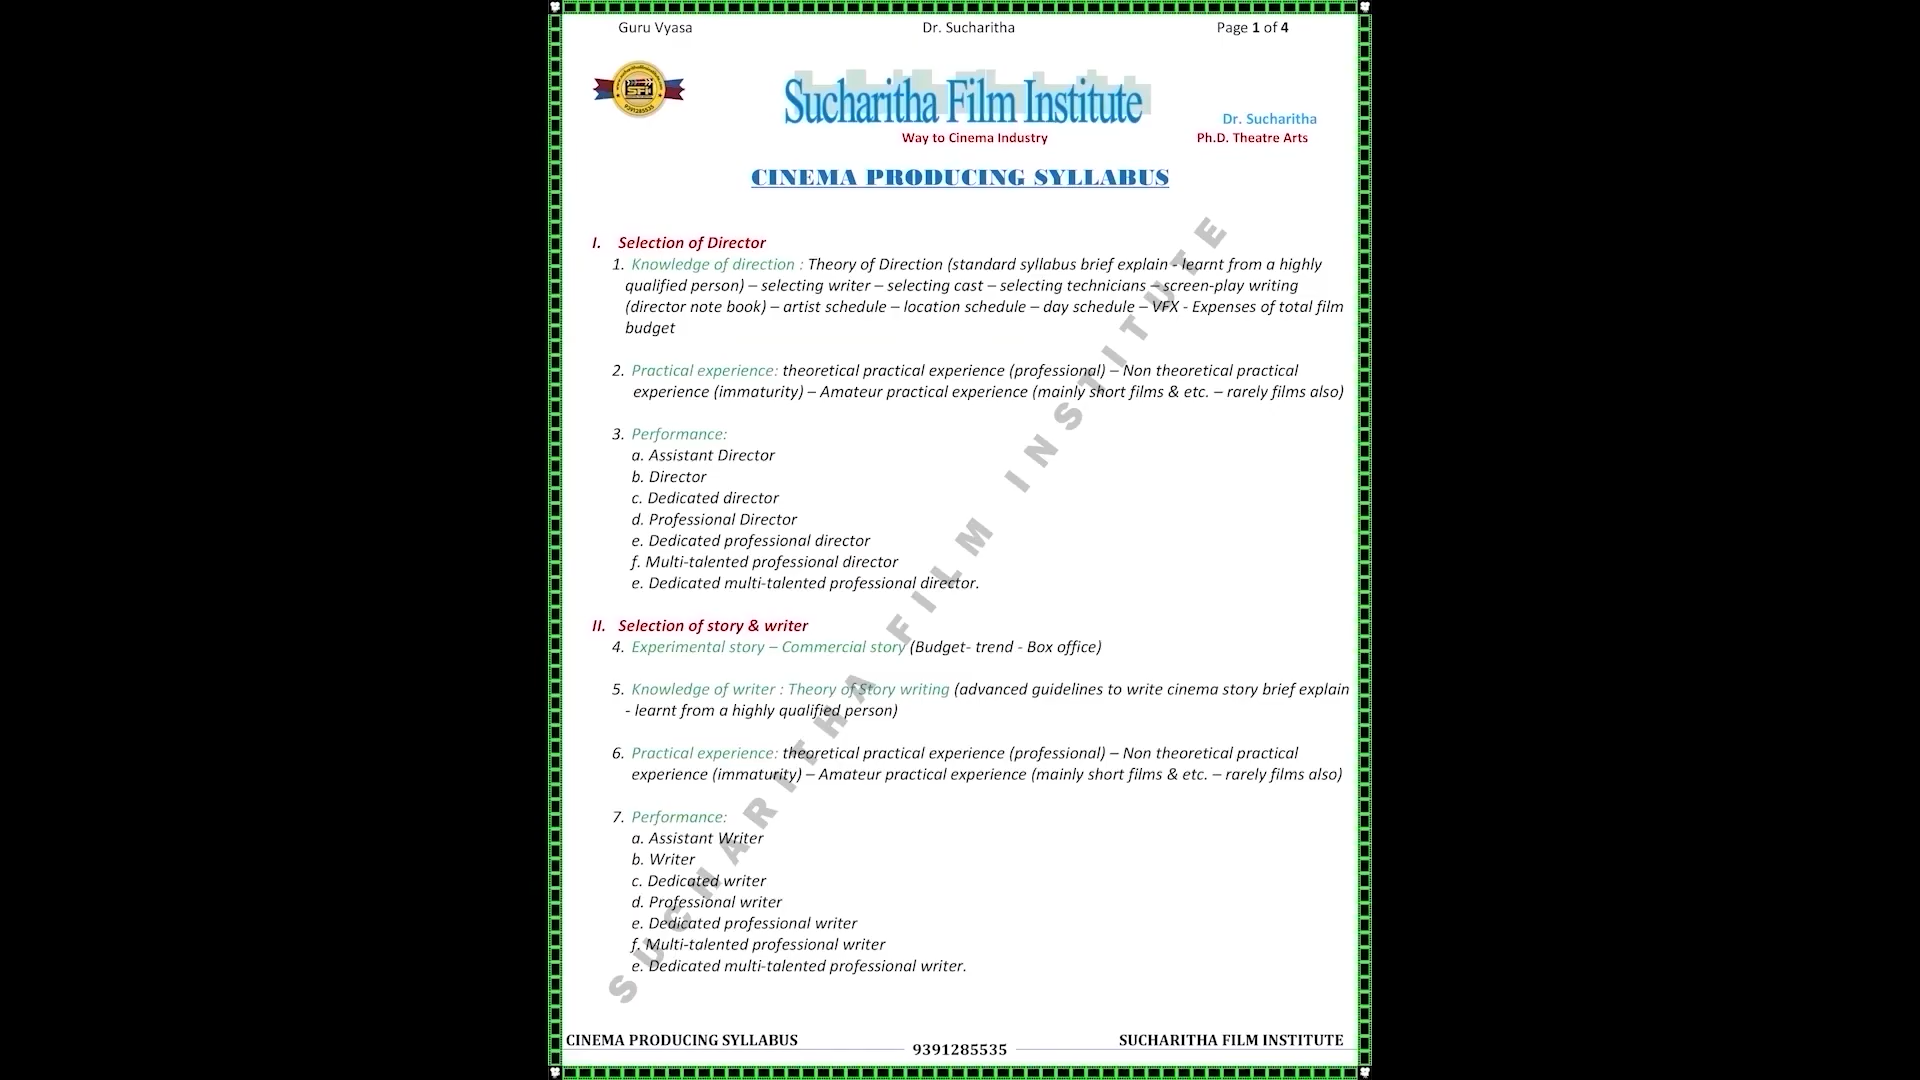 Guru Vyasa Dr. Sucharitha Page 1 of 4
SFI
9391285535
Sucharitha Film Institute
Dr. Sucharitha
Way to Cinema Industry Ph.D. Theatre Arts
CINEMA PRODUCING SYLLABUS
I. Selection of Director
1. Knowledge of direction : Theory of Direction (standard syllabus brief explain - learnt from a highly
qualified person) – selecting writer – selecting cast – selecting technicians – screen-play writing
(director note book) – artist schedule – location schedule – day schedule – VFX - Expenses of total film
budget
2. Practical experience: theoretical practical experience (professional) – Non theoretical practical
experience (immaturity) – Amateur practical experience (mainly short films & etc. – rarely films also)
3. Performance:
a. Assistant Director
b. Director
c. Dedicated director
d. Professional Director
e. Dedicated professional director
f. Multi-talented professional director
e. Dedicated multi-talented professional director.
II. Selection of story & writer
4. Experimental story – Commercial story (Budget- trend - Box office)
5. Knowledge of writer : Theory of Story writing (advanced guidelines to write cinema story brief explain
- learnt from a highly qualified person)
6. Practical experience: theoretical practical experience (professional) – Non theoretical practical
experience (immaturity) – Amateur practical experience (mainly short films & etc. – rarely films also)
7. Performance:
a. Assistant Writer
b. Writer
c. Dedicated writer
d. Professional writer
e. Dedicated professional writer
f. Multi-talented professional writer
e. Dedicated multi-talented professional writer.
SUCHARITHA FILM INSTITUTE
CINEMA PRODUCING SYLLABUS 9391285535 SUCHARITHA FILM INSTITUTE